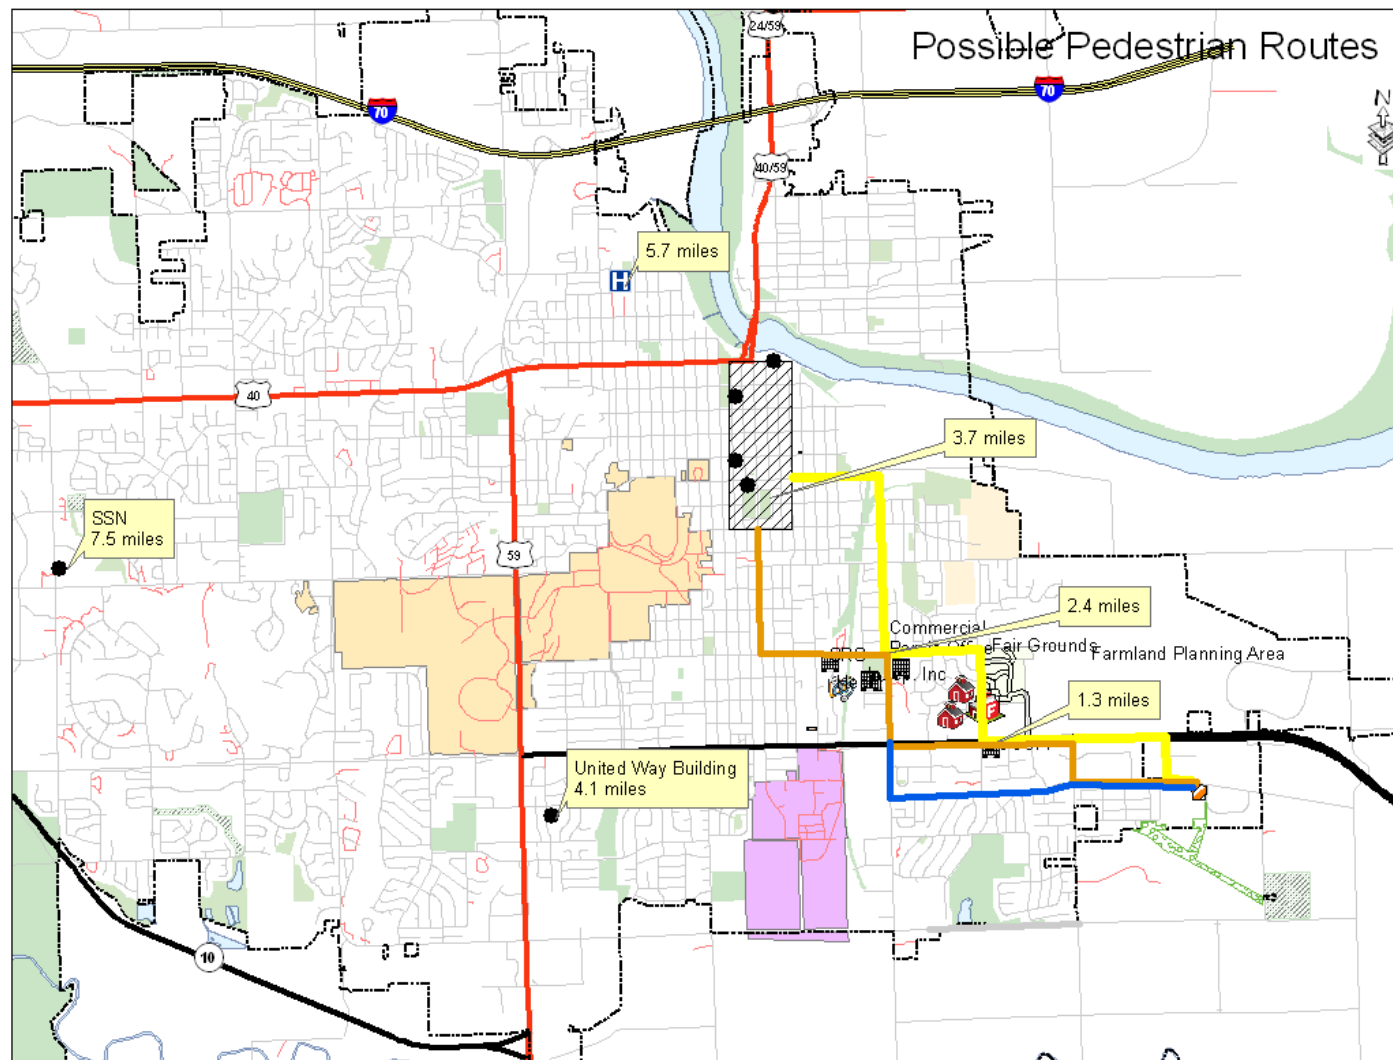 24/59
Possible Pedestrian Routes
70
70
N
40/59
5.7 miles
H
40
3.7 miles
SSN
7.5 miles
59
2.4 miles
Commercial
Fair Grounds
Farmland Planning Area
, Inc
1.3 miles
United Way Building
4.1 miles
10